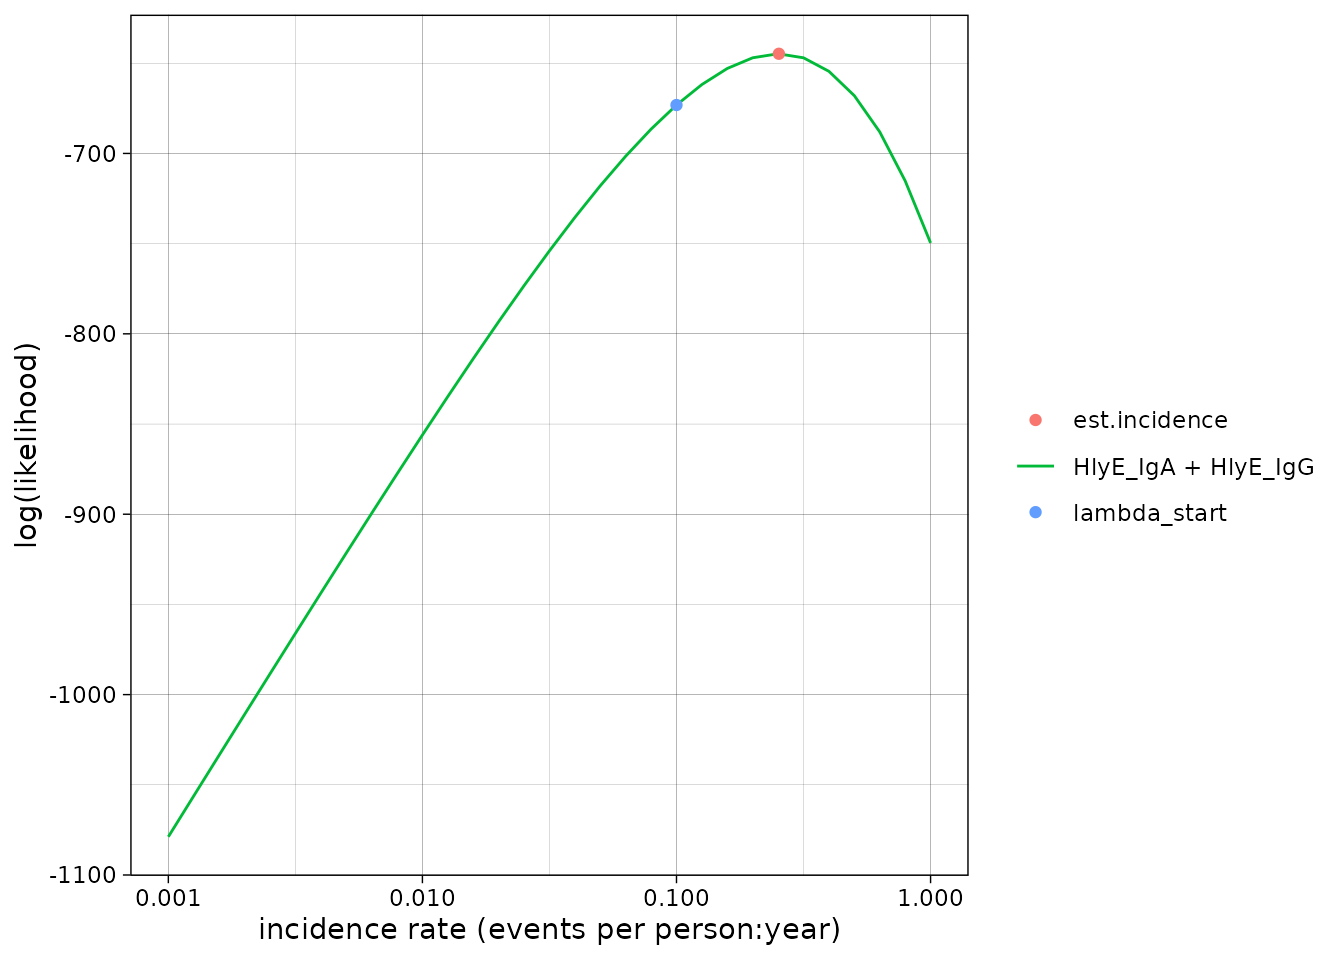 log(likelihood)
-700
-800
-900
-1000
-1100
0.001
0.010
0.100
1.000
incidence rate (events per person:year)
est.incidence
HlyE_IgA + HlyE_IgG
lambda_start